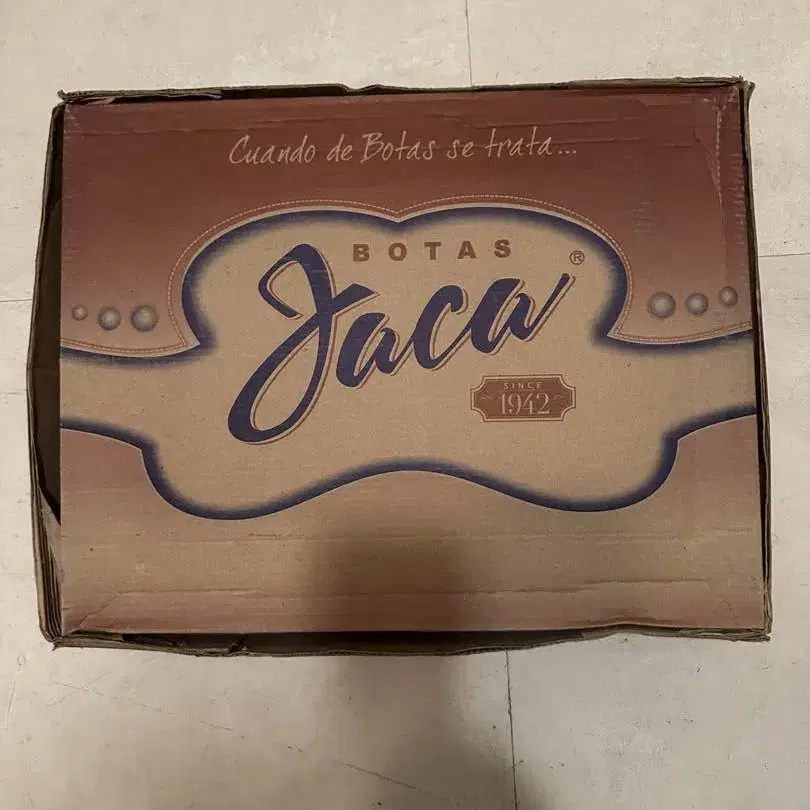 Cuando de Botas se trata...
BOTAS
Jaca ®
SINCE
1942